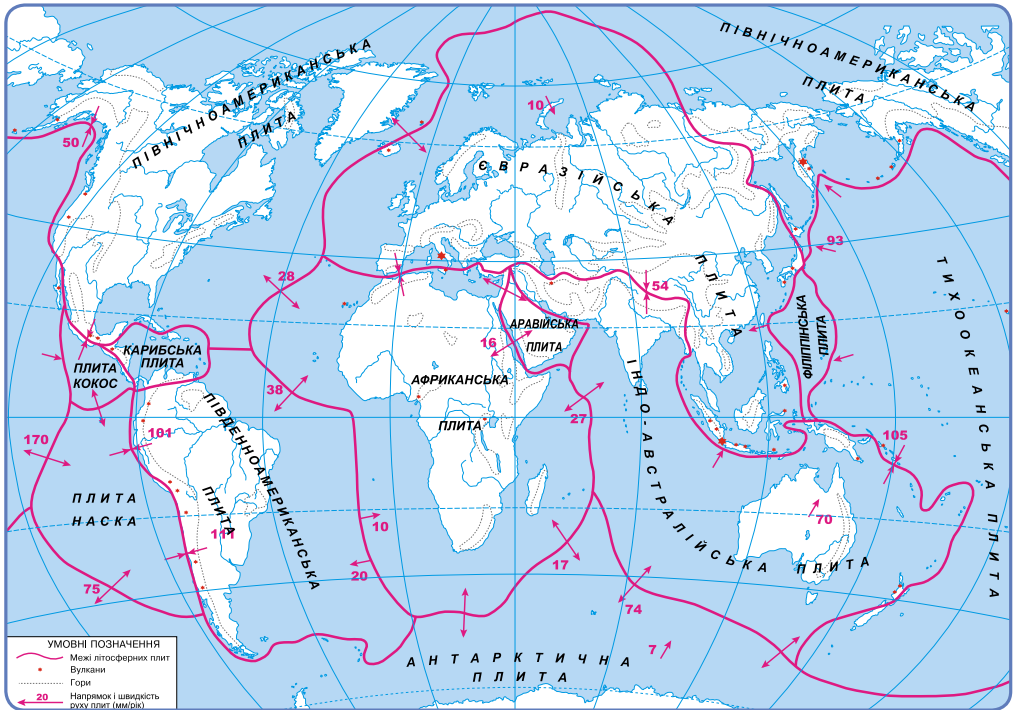 ПІВНІЧНОАМЕРИКАНСЬКА
ПЛИТА
ПІВНІЧНОАМЕРИКАНСЬКА
ПЛИТА
10
50
ЄВРАЗІЙСЬКА
ПЛИТА
93
28
54
ФІЛІППІНСЬКА
ПЛИТА
ТИХООКЕАНСЬКА ПЛИТА
КАРИБСЬКА
ПЛИТА
ПЛИТА
КОКОС
АРАВІЙСЬКА
ПЛИТА
16
АФРИКАНСЬКА
ПЛИТА
38
27
ІНДО-АВСТРАЛІЙСЬКА ПЛИТА
ПІВДЕННОАМЕРИКАНСЬКА
ПЛИТА
170
101
105
ПЛИТА
НАСКА
111
10
70
20
17
75
74
7
АНТАРКТИЧНА
ПЛИТА
УМОВНІ ПОЗНАЧЕННЯ
Межі літосферних плит
Вулкани
Гори
20
Напрямок і швидкість
руху плит (мм/рік)